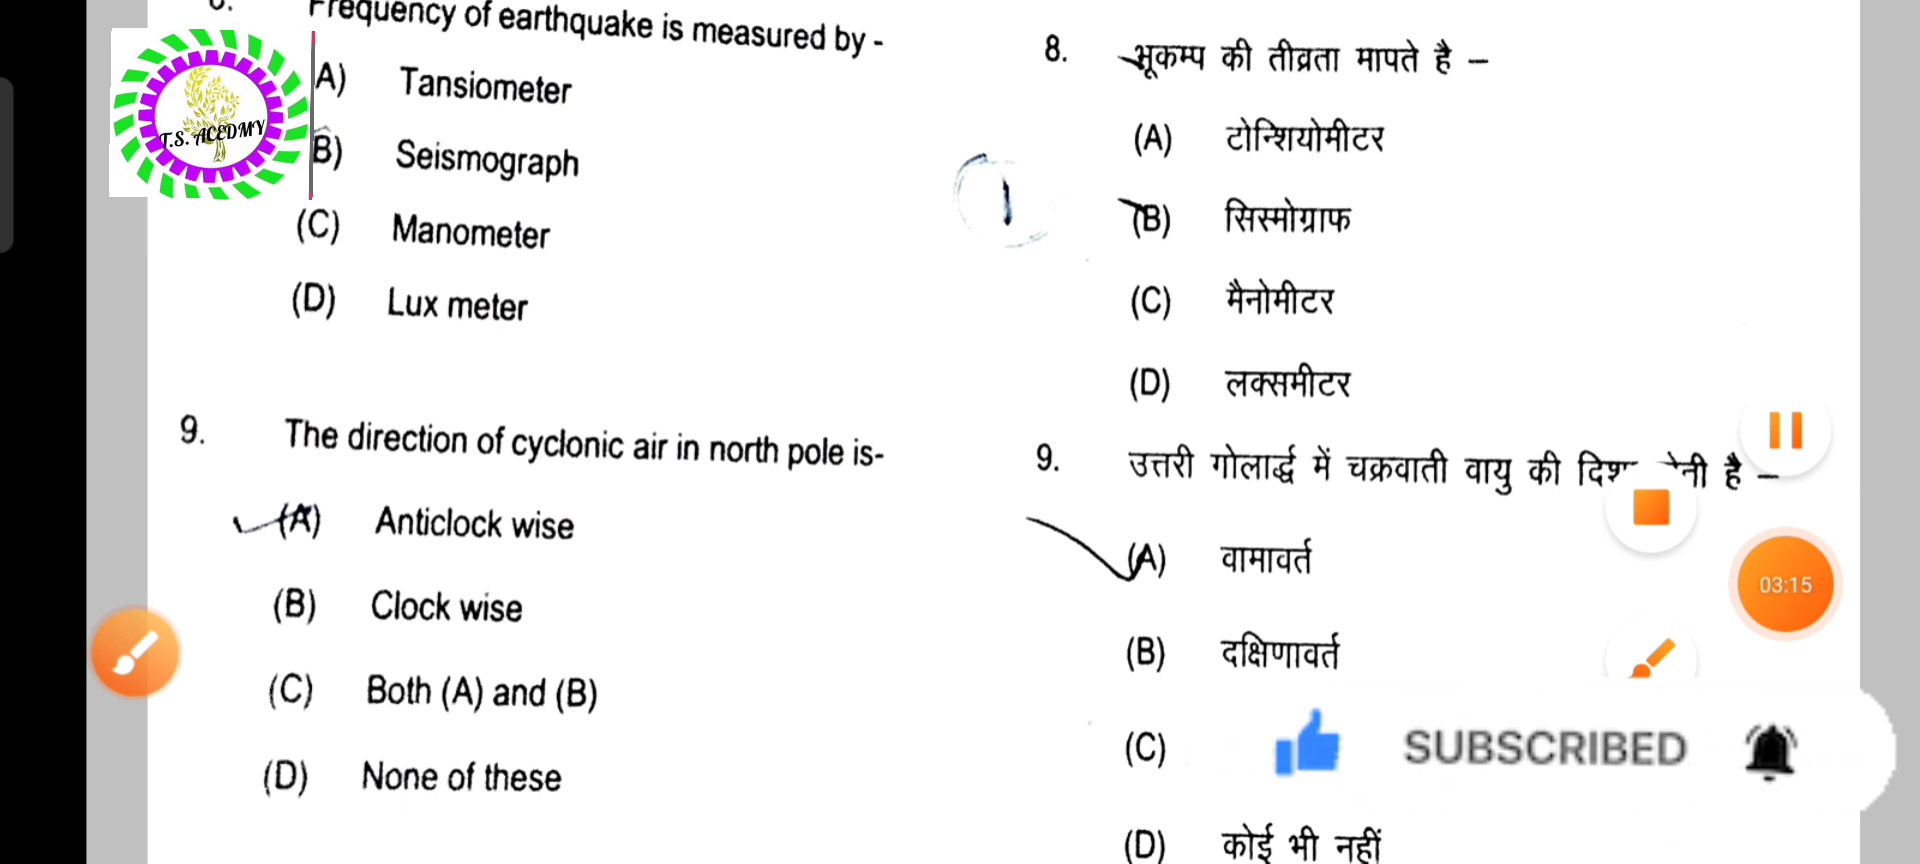 Frequency of earthquake is measured by -
A) Tansiometer
B) Seismograph
(C) Manometer
(D) Lux meter
9. The direction of cyclonic air in north pole is-
(A) Anticlock wise
(B) Clock wise
(C) Both (A) and (B)
(D) None of these
T.S. ACEDMY
1
8. भूकम्प की तीव्रता मापते है –
(A) टोन्शियोमीटर
(B) सिस्मोग्राफ
(C) मैनोमीटर
(D) लक्समीटर
9. उत्तरी गोलार्द्ध में चक्रवाती वायु की है –
(A) वामावर्त
(B) दक्षिणावर्त
(C)
(D) कोई भी नहीं
03:15
SUBSCRIBED